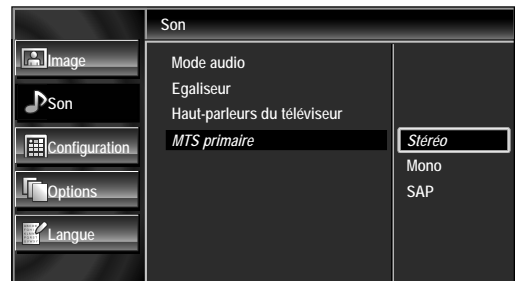 Son
Image
Son
Configuration
Options
Langue
Mode audio
Egaliseur
Haut-parleurs du téléviseur
MTS primaire
Stéréo
Mono
SAP